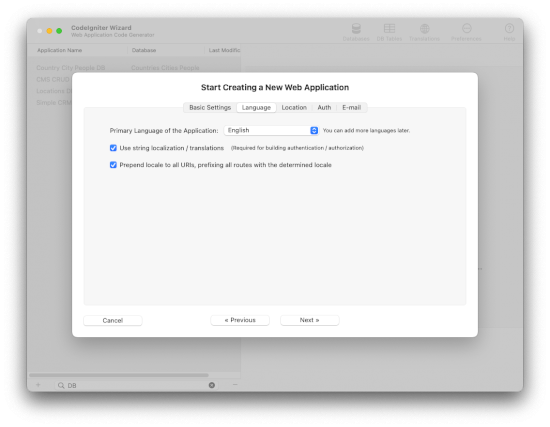 CodeIgniter Wizard
Web Application Code Generator
Databases DB Tables Translations Preferences Help
Application Name Database Last Modific
Country City People DB Countries Cities People
CMS CRUD
Locations DB
Simple CRM
Start Creating a New Web Application
Basic Settings Language Location Auth E-mail
Primary Language of the Application: English You can add more languages later.
Use string localization / translations (Required for building authentication / authorization)
Prepend locale to all URIs, prefixing all routes with the determined locale
Cancel « Previous Next »
+ DB −